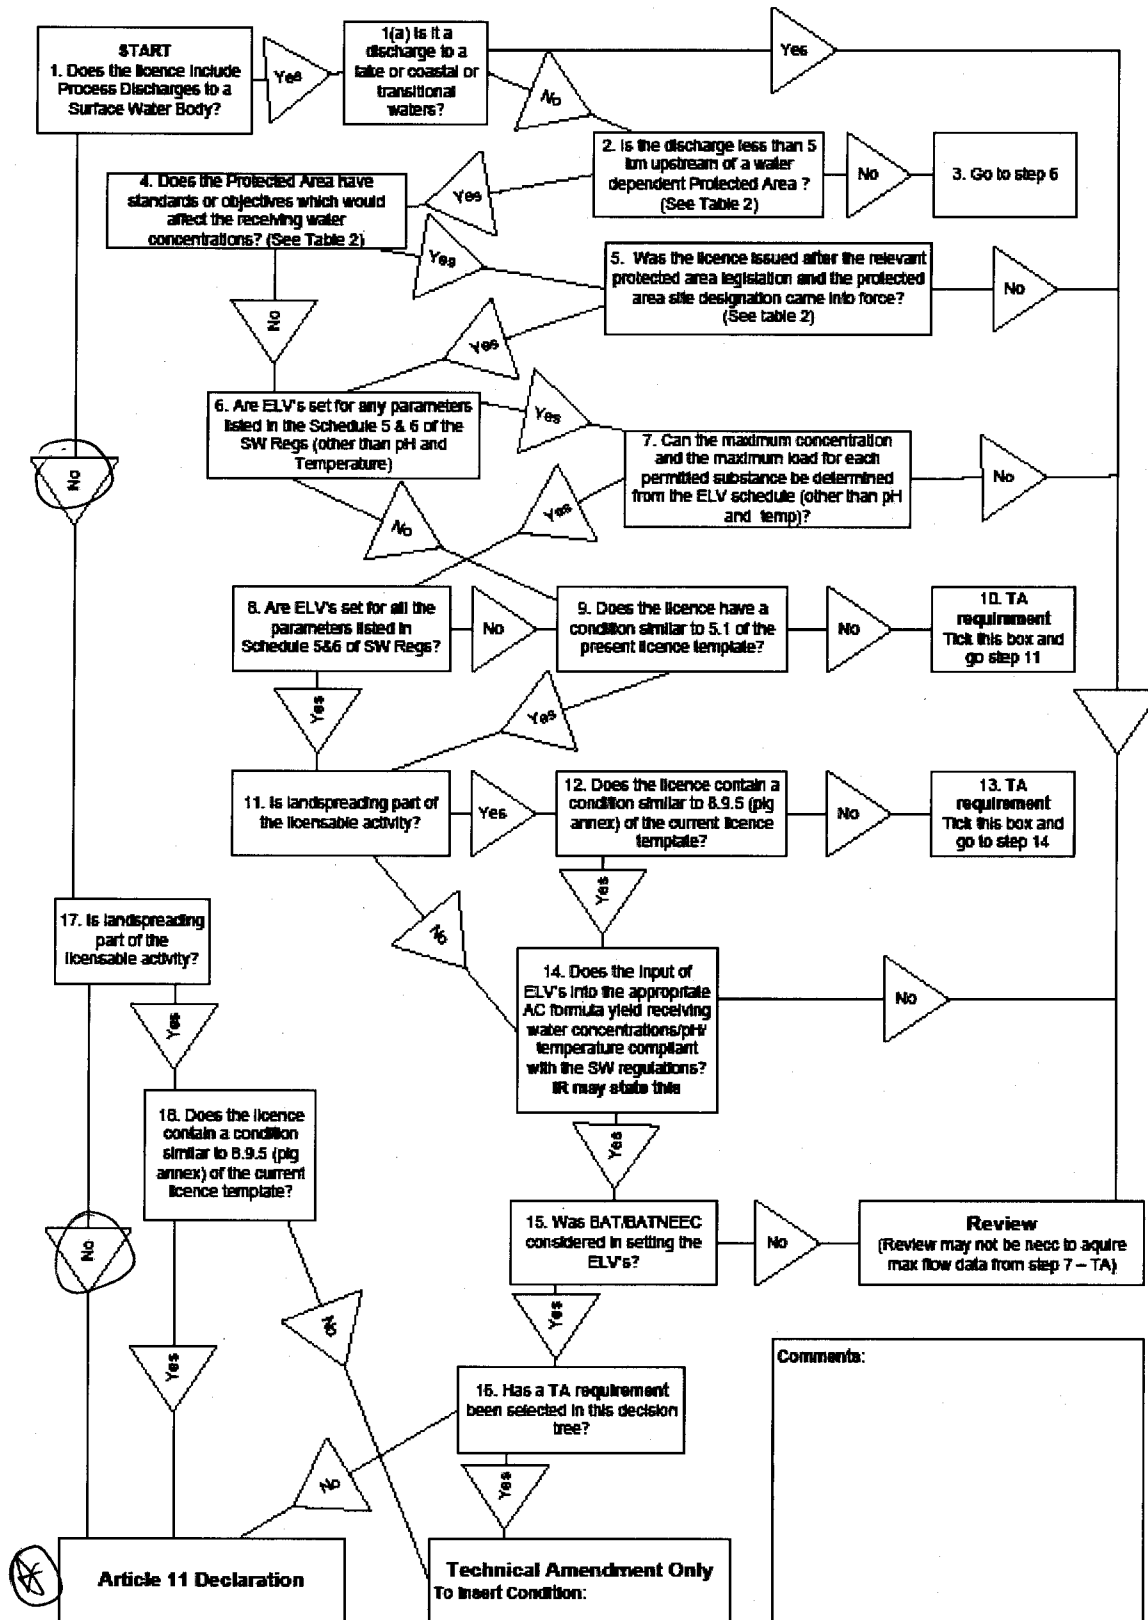 START
1. Does the licence include
Process Discharges to a
Surface Water Body?
Yes
1(a) Is it a
discharge to a
lake or coastal or
transitional
waters?
Yes
No
2. Is the discharge less than 5
km upstream of a water
dependent Protected Area ?
(See Table 2)
No
3. Go to step 6
Yes
4. Does the Protected Area have
standards or objectives which would
affect the receiving water
concentrations? (See Table 2)
Yes
No
5. Was the licence issued after the relevant
protected area legislation and the protected
area site designation came into force?
(See table 2)
No
Yes
6. Are ELV's set for any parameters
listed in the Schedule 5 & 6 of the
SW Regs (other than pH and
Temperature)
Yes
No
7. Can the maximum concentration
and the maximum load for each
permitted substance be determined
from the ELV schedule (other than pH
and temp)?
No
Yes
No
8. Are ELV's set for all the
parameters listed in
Schedule 5&6 of SW Regs?
No
9. Does the licence have a
condition similar to 5.1 of the
present licence template?
No
10. TA
requirement
Tick this box and
go step 11
Yes
Yes
11. Is landspreading part of
the licensable activity?
Yes
12. Does the licence contain a
condition similar to 8.9.5 (pig
annex) of the current licence
template?
No
13. TA
requirement
Tick this box and
go to step 14
Yes
No
17. Is landspreading
part of the
licensable activity?
Yes
No
14. Does the input of
ELV's into the appropritate
AC formula yield receiving
water concentrations/pH/
temperature compliant
with the SW regulations?
IR may state this
No
Yes
18. Does the licence
contain a condition
similar to 8.9.5 (pig
annex) of the current
licence template?
No
Yes
15. Was BAT/BATNEEC
considered in setting the
ELV's?
No
Review
(Review may not be necc to aquire
max flow data from step 7 – TA)
Yes
16. Has a TA requirement
been selected in this decision
tree?
No
Yes
Comments:
Article 11 Declaration
Technical Amendment Only
To Insert Condition: